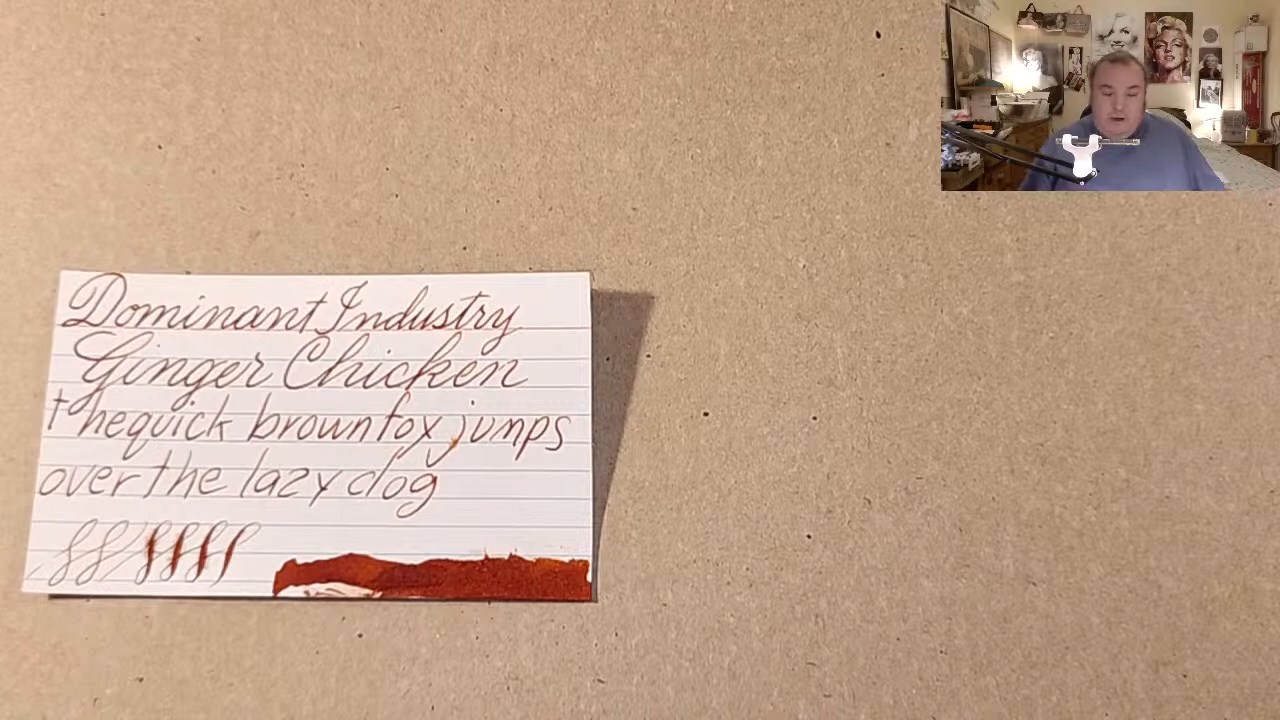 Dominant Industry
Ginger Chicken
the quick brown fox jumps
over the lazy dog